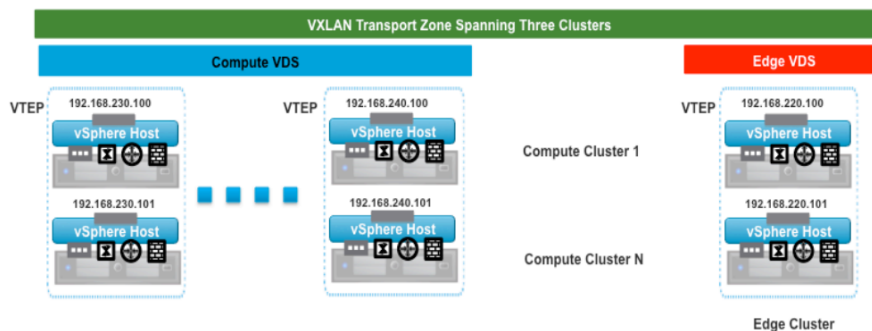 VXLAN Transport Zone Spanning Three Clusters
Compute VDS
Edge VDS
VTEP
192.168.230.100
vSphere Host
192.168.230.101
vSphere Host
VTEP
192.168.240.100
vSphere Host
192.168.240.101
vSphere Host
Compute Cluster 1
Compute Cluster N
VTEP
192.168.220.100
vSphere Host
192.168.220.101
vSphere Host
Edge Cluster